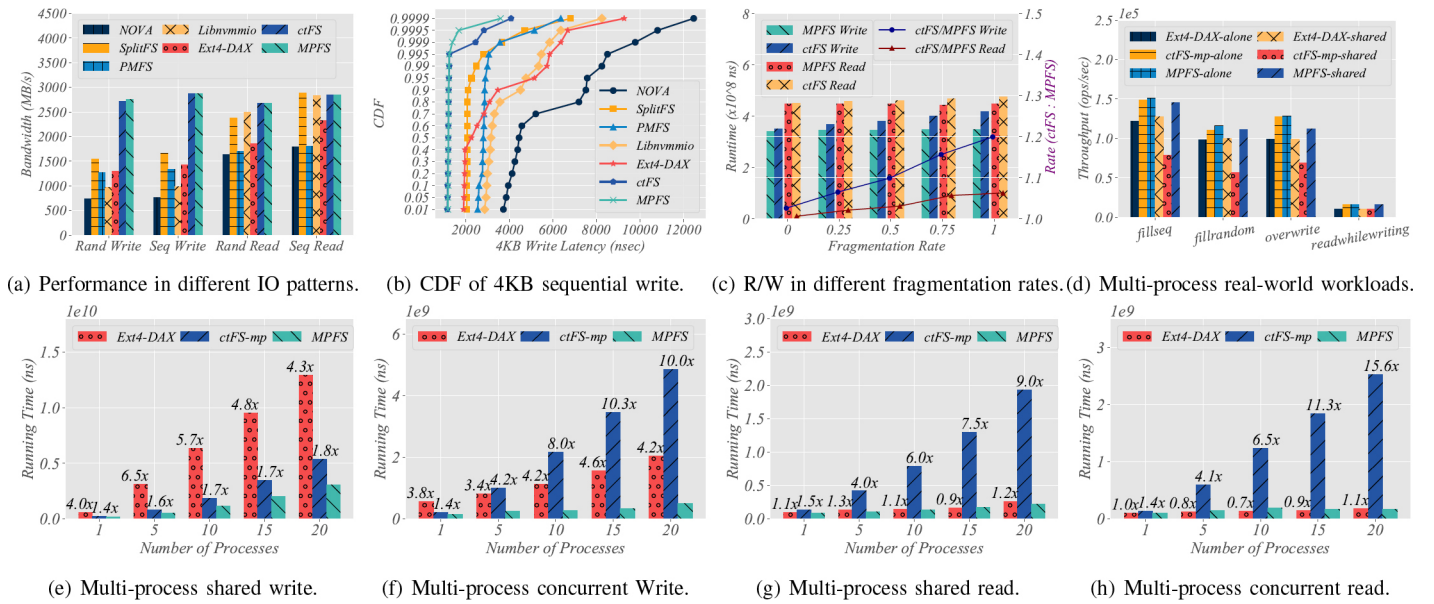 4500
4000
3500
3000
2500
2000
1500
1000
500
0
Bandwidth (MB/s)
NOVA
SplitFS
PMFS
Libnvmmio
Ext4-DAX
ctFS
MPFS
Rand Write
Seq Write
Rand Read
Seq Read
(a) Performance in different IO patterns.
0.9999
0.9995
0.999
0.995
0.99
0.95
0.9
0.8
0.7
0.6
0.5
0.4
0.3
0.2
0.1
0.05
0.01
CDF
NOVA
SplitFS
PMFS
Libnvmmio
Ext4-DAX
ctFS
MPFS
2000
4000
6000
8000
10000
12000
4KB Write Latency (nsec)
(b) CDF of 4KB sequential write.
8
6
4
2
0
Runtime (x10^8 ns)
MPFS Write
ctFS Write
MPFS Read
ctFS Read
ctFS/MPFS Write
ctFS/MPFS Read
1.5
1.4
1.3
1.2
1.1
1.0
Rate (ctFS : MPFS)
0
0.25
0.5
0.75
1
Fragmentation Rate
(c) R/W in different fragmentation rates.
1e5
2.5
2.0
1.5
1.0
0.5
0.0
Throughput (ops/sec)
Ext4-DAX-alone
ctFS-mp-alone
MPFS-alone
Ext4-DAX-shared
ctFS-mp-shared
MPFS-shared
fillseq
fillrandom
overwrite
readwhilewriting
(d) Multi-process real-world workloads.
1e10
1.5
1.0
0.5
0.0
Running Time (ns)
Ext4-DAX
ctFS-mp
MPFS
4.0x
1.4x
6.5x
1.6x
5.7x
1.7x
4.8x
1.7x
4.3x
1.8x
1
5
10
15
20
Number of Processes
(e) Multi-process shared write.
1e9
6
4
2
0
Running Time (ns)
Ext4-DAX
ctFS-mp
MPFS
3.8x
1.4x
3.4x
4.2x
4.2x
8.0x
4.6x
10.3x
4.2x
10.0x
1
5
10
15
20
Number of Processes
(f) Multi-process concurrent Write.
1e9
3.0
2.5
2.0
1.5
1.0
0.5
0.0
Running Time (ns)
Ext4-DAX
ctFS-mp
MPFS
1.1x
1.5x
1.3x
4.0x
1.1x
6.0x
0.9x
7.5x
1.2x
9.0x
1
5
10
15
20
Number of Processes
(g) Multi-process shared read.
1e9
3
2
1
0
Running Time (ns)
Ext4-DAX
ctFS-mp
MPFS
1.0x
1.4x
0.8x
4.1x
0.7x
6.5x
0.9x
11.3x
1.1x
15.6x
1
5
10
15
20
Number of Processes
(h) Multi-process concurrent read.